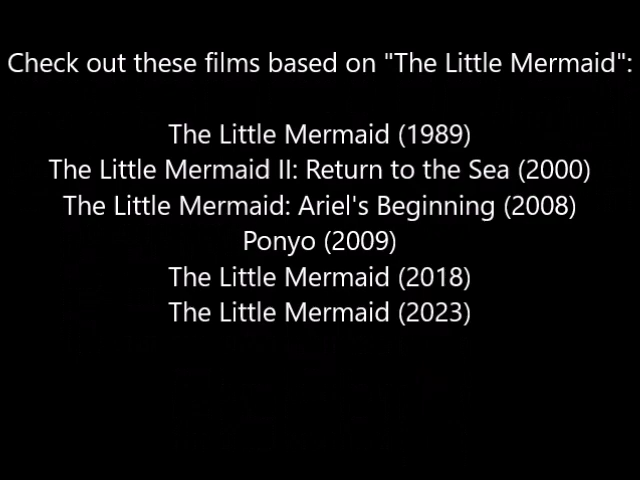 Check out these films based on "The Little Mermaid":
The Little Mermaid (1989)
The Little Mermaid II: Return to the Sea (2000)
The Little Mermaid: Ariel's Beginning (2008)
Ponyo (2009)
The Little Mermaid (2018)
The Little Mermaid (2023)